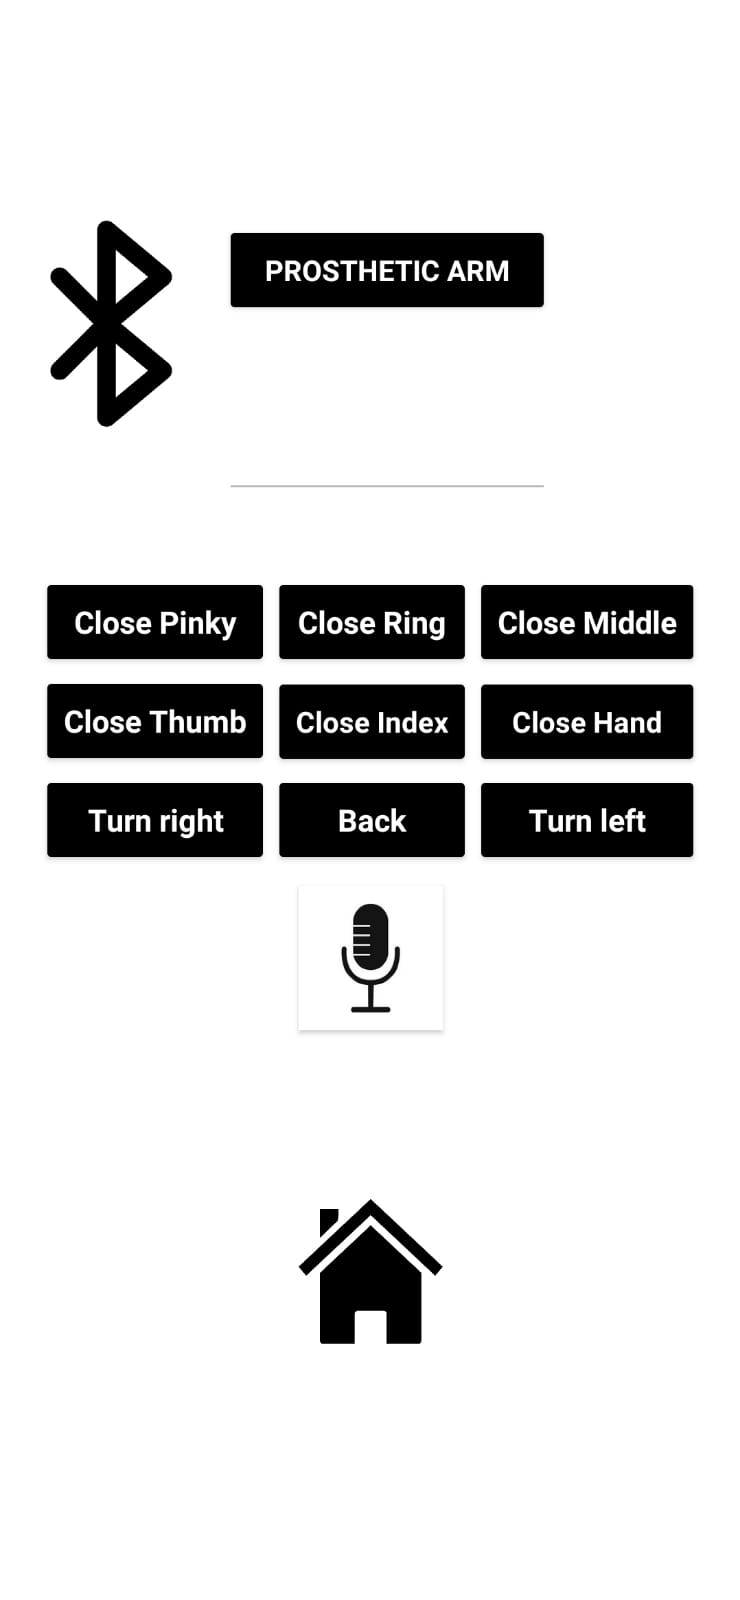 PROSTHETIC ARM
Close Pinky
Close Ring
Close Middle
Close Thumb
Close Index
Close Hand
Turn right
Back
Turn left